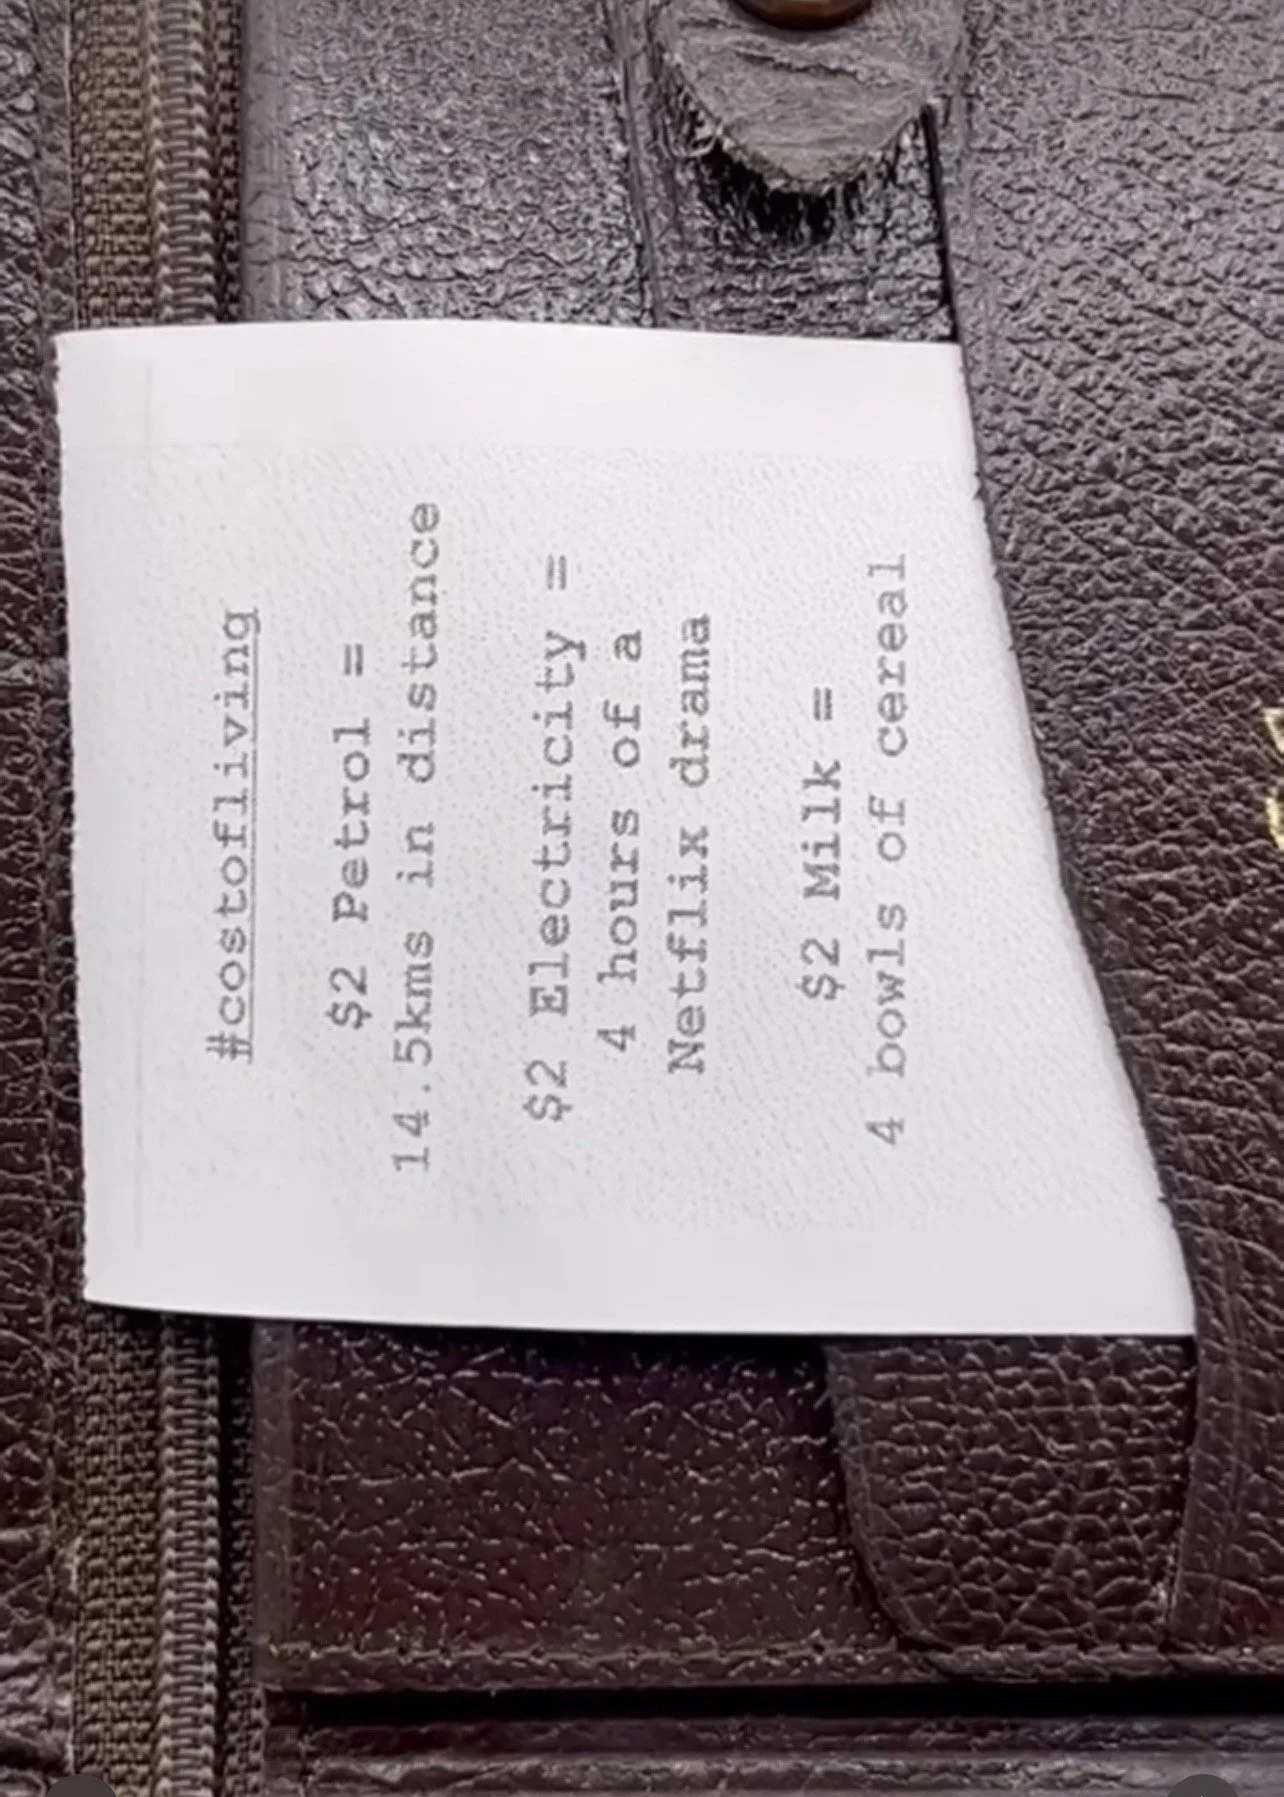 #costofliving
$2 Petrol =
14.5kms in distance
$2 Electricity =
4 hours of a
Netflix drama
$2 Milk =
4 bowls of cereal